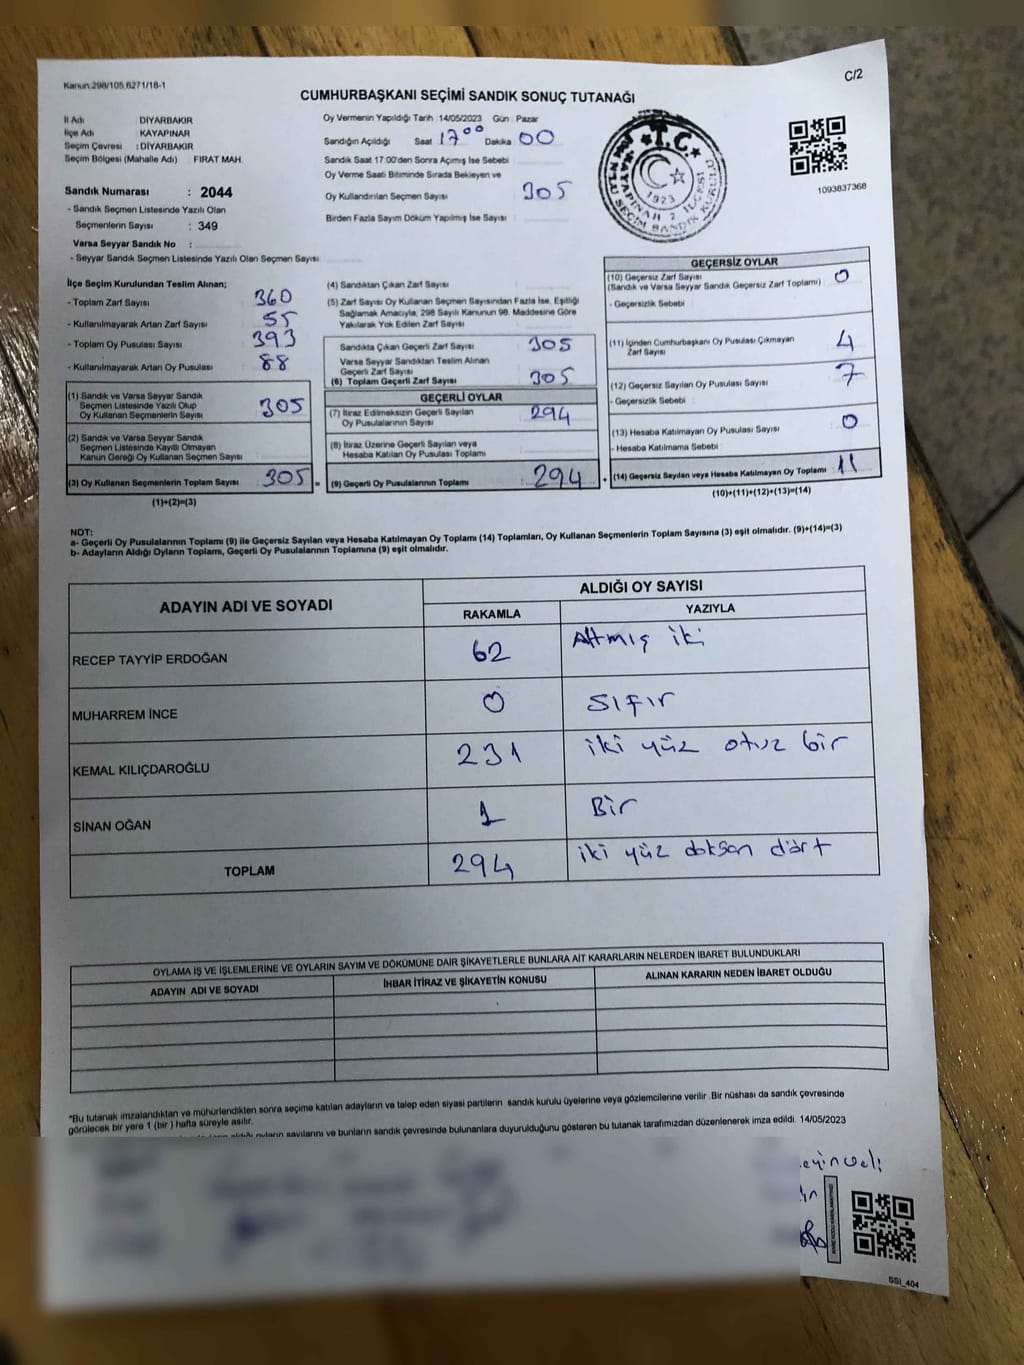 Kanun:298/105,6271/18-1
C/2
CUMHURBAŞKANI SEÇİMİ SANDIK SONUÇ TUTANAĞI
İl Adı : DİYARBAKIR
İlçe Adı : KAYAPINAR
Seçim Çevresi : DİYARBAKIR
Seçim Bölgesi (Mahalle Adı) FIRAT MAH.
Sandık Numarası : 2044
- Sandık Seçmen Listesinde Yazılı Olan
Seçmenlerin Sayısı : 349
Varsa Seyyar Sandık No :
- Seyyar Sandık Seçmen Listesinde Yazılı Olan Seçmen Sayısı
Oy Vermenin Yapıldığı Tarih :14/05/2023 Gün : Pazar
Sandığın Açıldığı Saat 17 00 Dakika 00
Sandık Saat 17:00'den Sonra Açımış İse Sebebi
Oy Verme Saati Bitiminde Sırada Bekleyen ve
Oy Kullandırılan Seçmen Sayısı : 305
Birden Fazla Sayım Döküm Yapılmış İse Sayısı
T.C.
1923
1093837368
İlçe Seçim Kurulundan Teslim Alınan;
- Toplam Zarf Sayısı 360
- Kullanılmayarak Artan Zarf Sayısı 55
- Toplam Oy Pusulası Sayısı 393
- Kullanılmayarak Artan Oy Pusulası 88
(1) Sandık ve Varsa Seyyar Sandık
Seçmen Listesinde Yazılı Olup
Oy Kullanan Seçmenlerin Sayısı 305
(2) Sandık ve Varsa Seyyar Sandık
Seçmen Listesinde Kayıtlı Olmayan
Kanun Gereği Oy Kullanan Seçmen Sayısı
(3) Oy Kullanan Seçmenlerin Toplam Sayısı 305
(1)+(2)=(3)
(4) Sandıktan Çıkan Zarf Sayısı
(5) Zarf Sayısı Oy Kullanan Seçmen Sayısından Fazla İse, Eşitliği
Sağlamak Amacıyla, 298 Sayılı Kanunun 98. Maddesine Göre
Yakılarak Yok Edilen Zarf Sayısı
Sandıkta Çıkan Geçerli Zarf Sayısı 305
Varsa Seyyar Sandıktan Teslim Alınan
Geçerli Zarf Sayısı
(6) Toplam Geçerli Zarf Sayısı 305
GEÇERLİ OYLAR
(7) İtiraz Edilmeksizin Geçerli Sayılan
Oy Pusulalarının Sayısı 294
(8) İtiraz Üzerine Geçerli Sayılan veya
Hesaba Katılan Oy Pusulası Toplamı
= (9) Geçerli Oy Pusulalarının Toplamı 294
GEÇERSİZ OYLAR
(10) Geçersiz Zarf Sayısı 0
(Sandık ve Varsa Seyyar Sandık Geçersiz Zarf Toplamı)
- Geçersizlik Sebebi
(11) İçinden Cumhurbaşkanı Oy Pusulası Çıkmayan
Zarf Sayısı 4
(12) Geçersiz Sayılan Oy Pusulası Sayısı 7
- Geçersizlik Sebebi
(13) Hesaba Katılmayan Oy Pusulası Sayısı 0
- Hesaba Katılmama Sebebi
+ (14) Geçersiz Sayılan veya Hesaba Katılmayan Oy Toplamı 11
(10)+(11)+(12)+(13)=(14)
NOT:
a- Geçerli Oy Pusulalarının Toplamı (9) ile Geçersiz Sayılan veya Hesaba Katılmayan Oy Toplamı (14) Toplamları, Oy Kullanan Seçmenlerin Toplam Sayısına (3) eşit olmalıdır. (9)+(14)=(3)
b- Adayların Aldığı Oyların Toplamı, Geçerli Oy Pusulalarının Toplamına (9) eşit olmalıdır.
ADAYIN ADI VE SOYADI
ALDIĞI OY SAYISI
RAKAMLA YAZIYLA
RECEP TAYYİP ERDOĞAN 62 Altmış iki
MUHARREM İNCE 0 sıfır
KEMAL KILIÇDAROĞLU 231 iki yüz otuz bir
SİNAN OĞAN 1 Bir
TOPLAM 294 iki yüz doksan dört
OYLAMA İŞ VE İŞLEMLERİNE VE OYLARIN SAYIM VE DÖKÜMÜNE DAİR ŞİKAYETLERLE BUNLARA AİT KARARLARIN NELERDEN İBARET BULUNDUKLARI
ADAYIN ADI VE SOYADI İHBAR İTİRAZ VE ŞİKAYETİN KONUSU ALINAN KARARIN NEDEN İBARET OLDUĞU
*Bu tutanak imzalandıktan ve mühürlendikten sonra seçime katılan adayların ve talep eden siyasi partilerin sandık kurulu üyelerine veya gözlemcilerine verilir .Bir nüshası da sandık çevresinde
görülecek bir yere 1 (bir ) hafta süreyle asılır.
aldığı oyların sayılarını ve bunların sandık çevresinde bulunanlara duyurulduğunu gösteren bu tutanak tarafımızdan düzenlenerek imza edildi. 14/05/2023
SSI_404